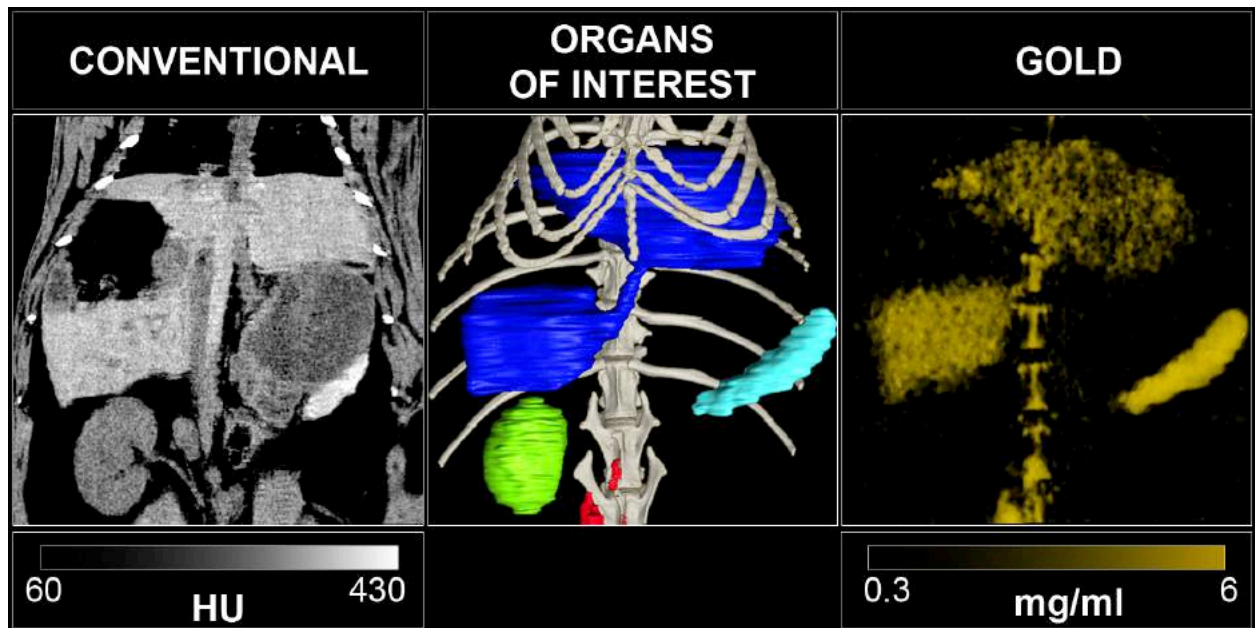 CONVENTIONAL
ORGANS
OF INTEREST
GOLD
60
430
HU
0.3
6
mg/ml